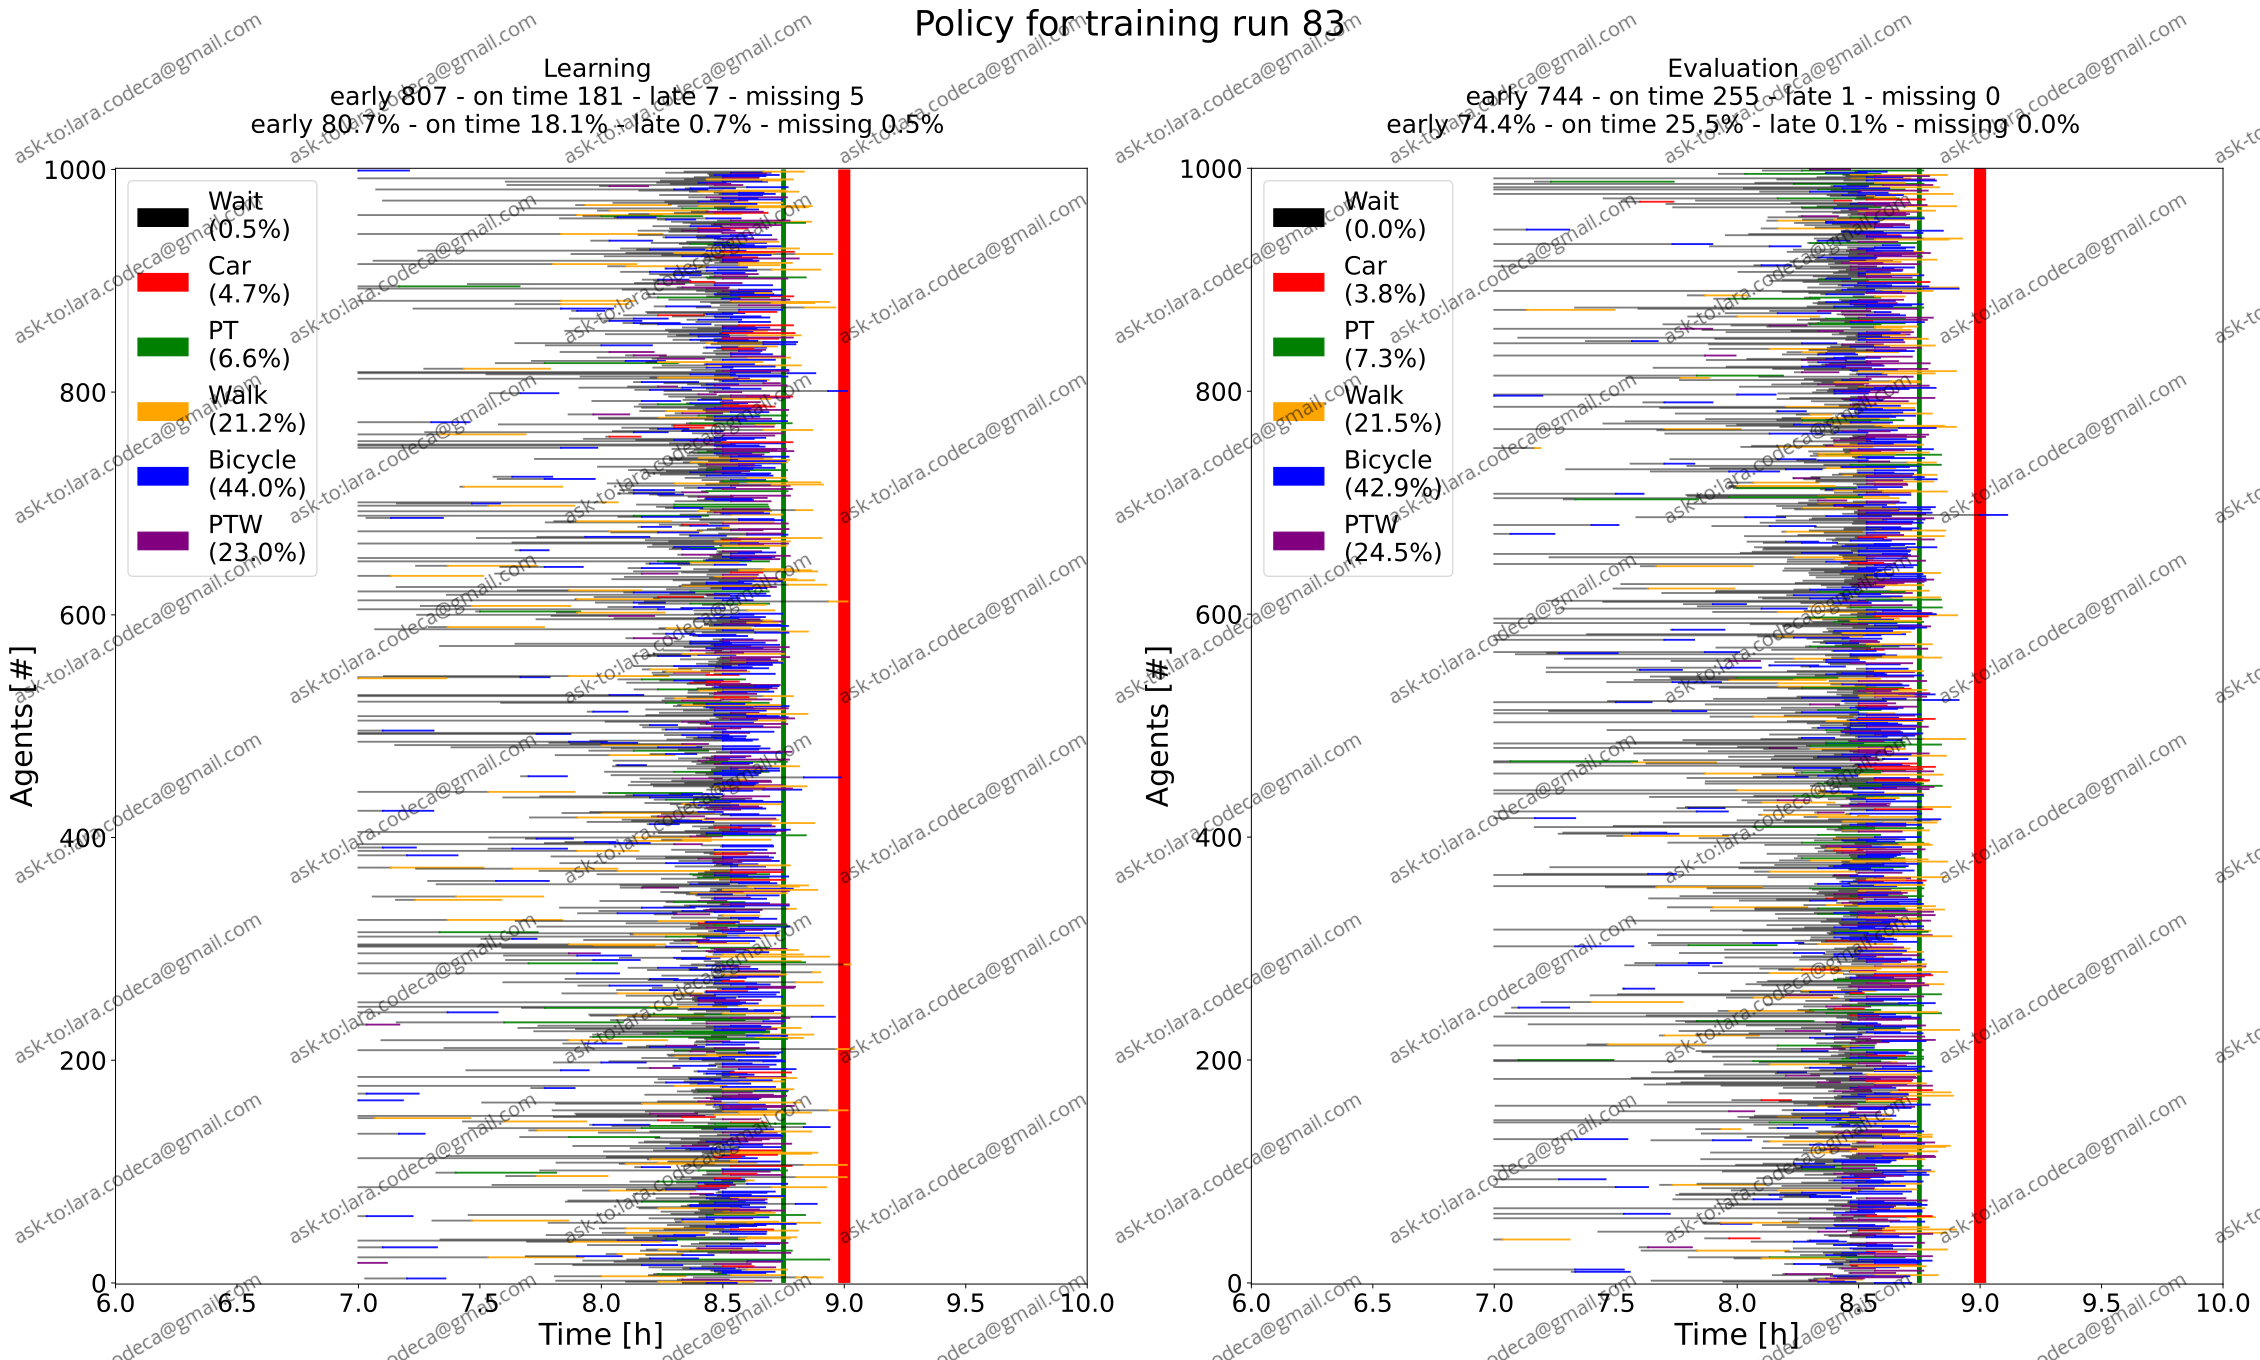 Policy for training run 83
Learning
early 807 - on time 181 - late 7 - missing 5
early 80.7% - on time 18.1% - late 0.7% - missing 0.5%
Evaluation
early 744 - on time 255 - late 1 - missing 0
early 74.4% - on time 25.5% - late 0.1% - missing 0.0%
Agents [#]
1000
800
600
400
200
0
Wait
(0.5%)
Car
(4.7%)
PT
(6.6%)
Walk
(21.2%)
Bicycle
(44.0%)
PTW
(23.0%)
6.0 6.5 7.0 7.5 8.0 8.5 9.0 9.5 10.0
Time [h]
Agents [#]
1000
800
600
400
200
0
Wait
(0.0%)
Car
(3.8%)
PT
(7.3%)
Walk
(21.5%)
Bicycle
(42.9%)
PTW
(24.5%)
6.0 6.5 7.0 7.5 8.0 8.5 9.0 9.5 10.0
Time [h]
ask-to:lara.codeca@gmail.com